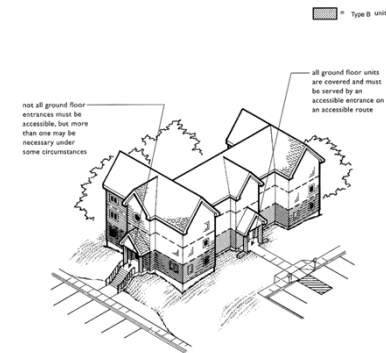 = Type B units
all ground floor units
are covered and must
be served by an
accessible entrance on
an accessible route
not all ground floor
entrances must be
accessible, but more
than one may be
necessary under
some circumstances